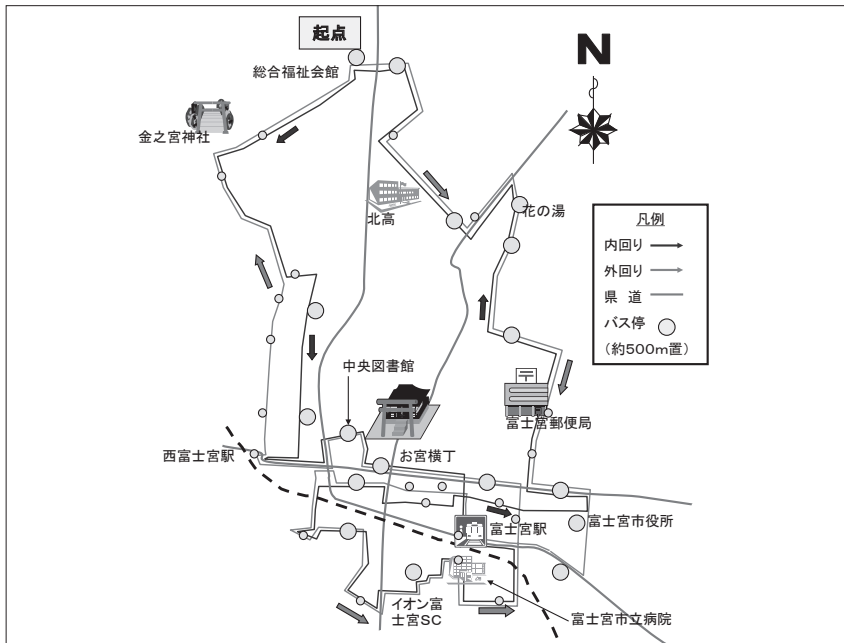 起点
N
総合福祉会館
金之宮神社
北高
花の湯
凡例
内回り
外回り
県 道
バス停
(約500m置)
中央図書館
〒
富士宮郵便局
お宮横丁
西富士宮駅
富士宮駅
富士宮市役所
イオン富
士宮SC
富士宮市立病院